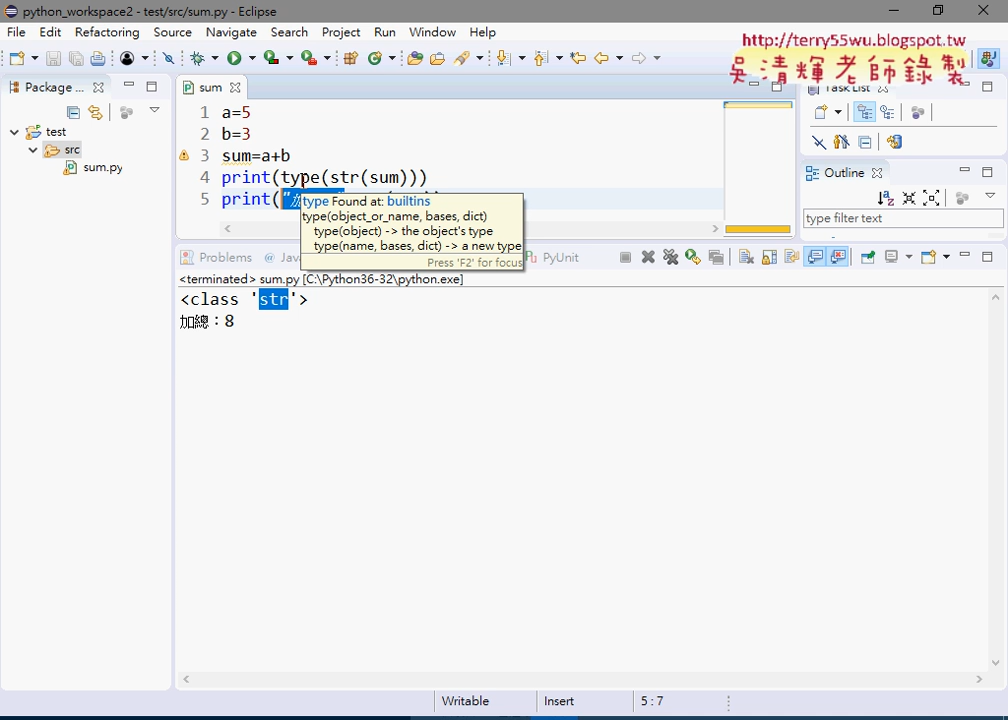 python_workspace2 - test/src/sum.py - Eclipse
File Edit Refactoring Source Navigate Search Project Run Window Help
http://terry55wu.blogspot.tw
吳清輝老師錄製
Package ...
sum
Task List
1 a=5
2 b=3
3 sum=a+b
4 print(type(str(sum)))
5 print("
test
src
sum.py
type Found at: builtins
type(object_or_name, bases, dict)
type(object) -> the object's type
type(name, bases, dict) -> a new type
Press 'F2' for focus
Outline
type filter text
Problems @ Jav
PyUnit
<terminated> sum.py [C:\Python36-32\python.exe]
<class 'str'>
加總：8
Writable Insert 5 : 7